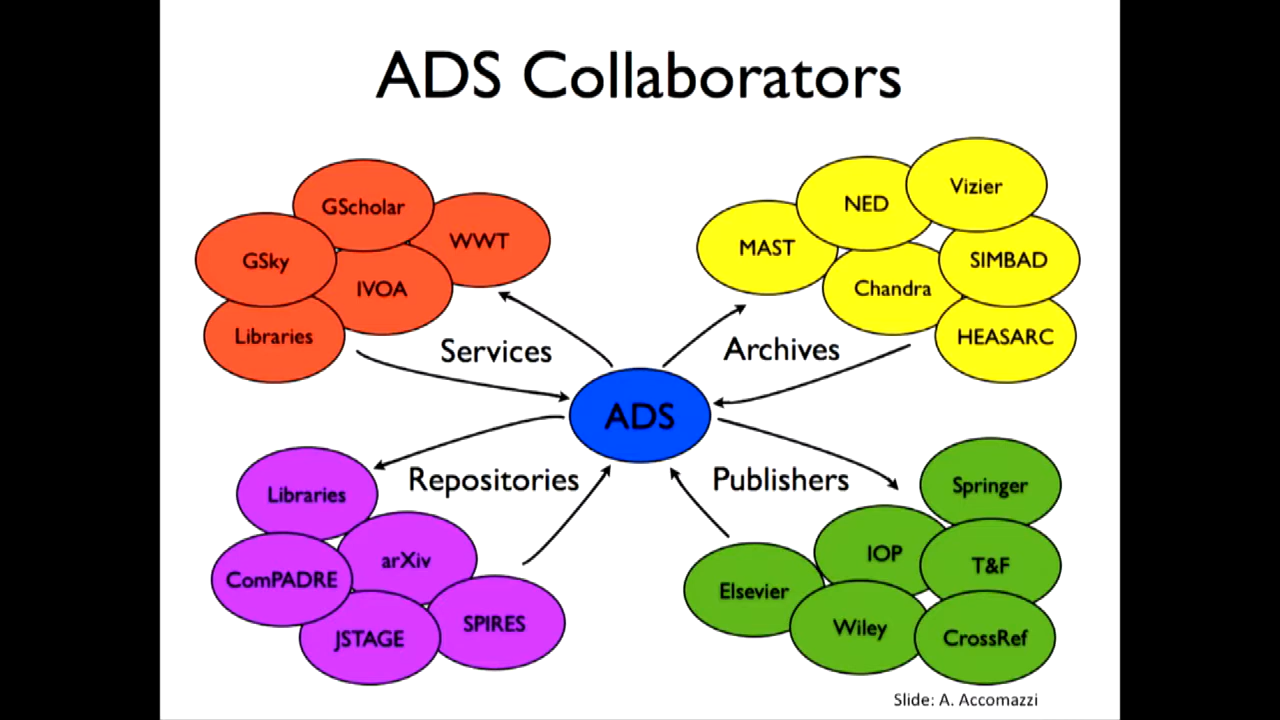 ADS Collaborators
GScholar
WWT
GSky
IVOA
Libraries
Services
Vizier
NED
MAST
SIMBAD
Chandra
HEASARC
Archives
ADS
Repositories
Libraries
arXiv
ComPADRE
SPIRES
JSTAGE
Publishers
Springer
IOP
T&F
Elsevier
Wiley
CrossRef
Slide: A. Accomazzi